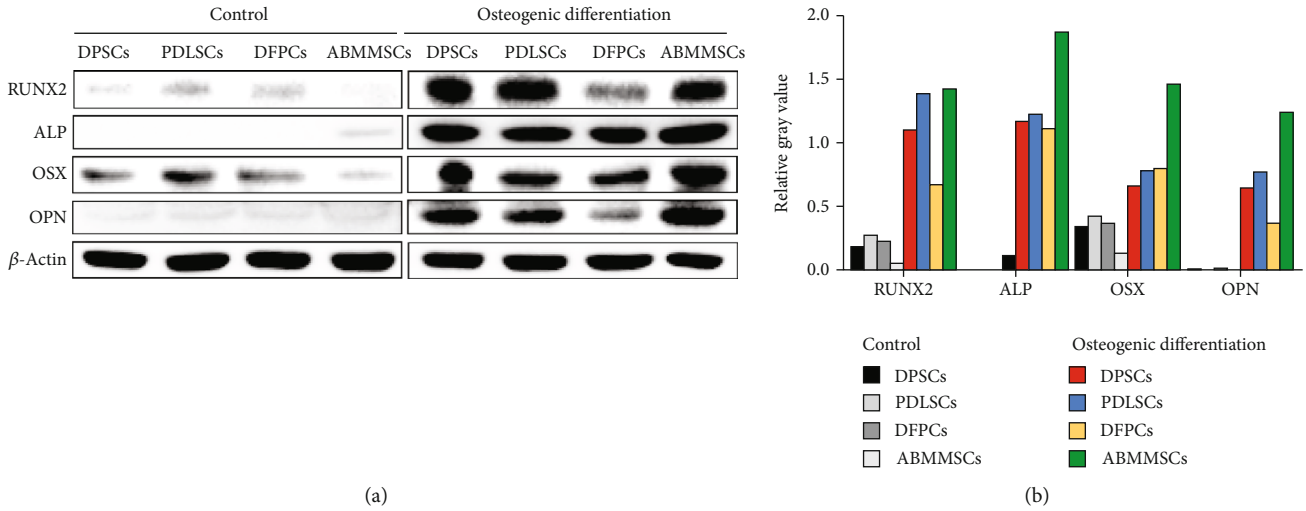 Control Osteogenic differentiation
DPSCs PDLSCs DFPCs ABMMSCs DPSCs PDLSCs DFPCs ABMMSCs
RUNX2
ALP
OSX
OPN
β-Actin
(a)
Relative gray value
2.0
1.5
1.0
0.5
0.0
RUNX2 ALP OSX OPN
Control Osteogenic differentiation
DPSCs DPSCs
PDLSCs PDLSCs
DFPCs DFPCs
ABMMSCs ABMMSCs
(b)